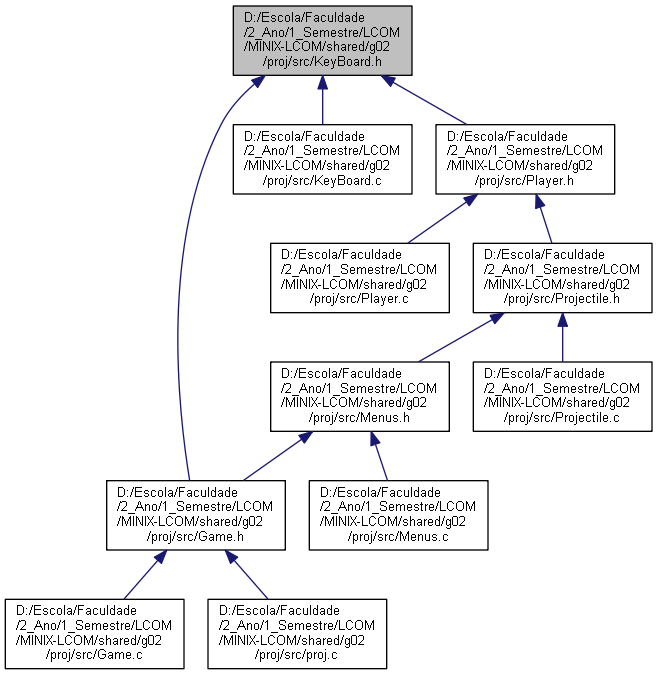 D:/Escola/Faculdade
/2_Ano/1_Semestre/LCOM
/MINIX-LCOM/shared/g02
/proj/src/KeyBoard.h
D:/Escola/Faculdade
/2_Ano/1_Semestre/LCOM
/MINIX-LCOM/shared/g02
/proj/src/KeyBoard.c
D:/Escola/Faculdade
/2_Ano/1_Semestre/LCOM
/MINIX-LCOM/shared/g02
/proj/src/Player.h
D:/Escola/Faculdade
/2_Ano/1_Semestre/LCOM
/MINIX-LCOM/shared/g02
/proj/src/Player.c
D:/Escola/Faculdade
/2_Ano/1_Semestre/LCOM
/MINIX-LCOM/shared/g02
/proj/src/Projectile.h
D:/Escola/Faculdade
/2_Ano/1_Semestre/LCOM
/MINIX-LCOM/shared/g02
/proj/src/Menus.h
D:/Escola/Faculdade
/2_Ano/1_Semestre/LCOM
/MINIX-LCOM/shared/g02
/proj/src/Projectile.c
D:/Escola/Faculdade
/2_Ano/1_Semestre/LCOM
/MINIX-LCOM/shared/g02
/proj/src/Game.h
D:/Escola/Faculdade
/2_Ano/1_Semestre/LCOM
/MINIX-LCOM/shared/g02
/proj/src/Menus.c
D:/Escola/Faculdade
/2_Ano/1_Semestre/LCOM
/MINIX-LCOM/shared/g02
/proj/src/Game.c
D:/Escola/Faculdade
/2_Ano/1_Semestre/LCOM
/MINIX-LCOM/shared/g02
/proj/src/proj.c